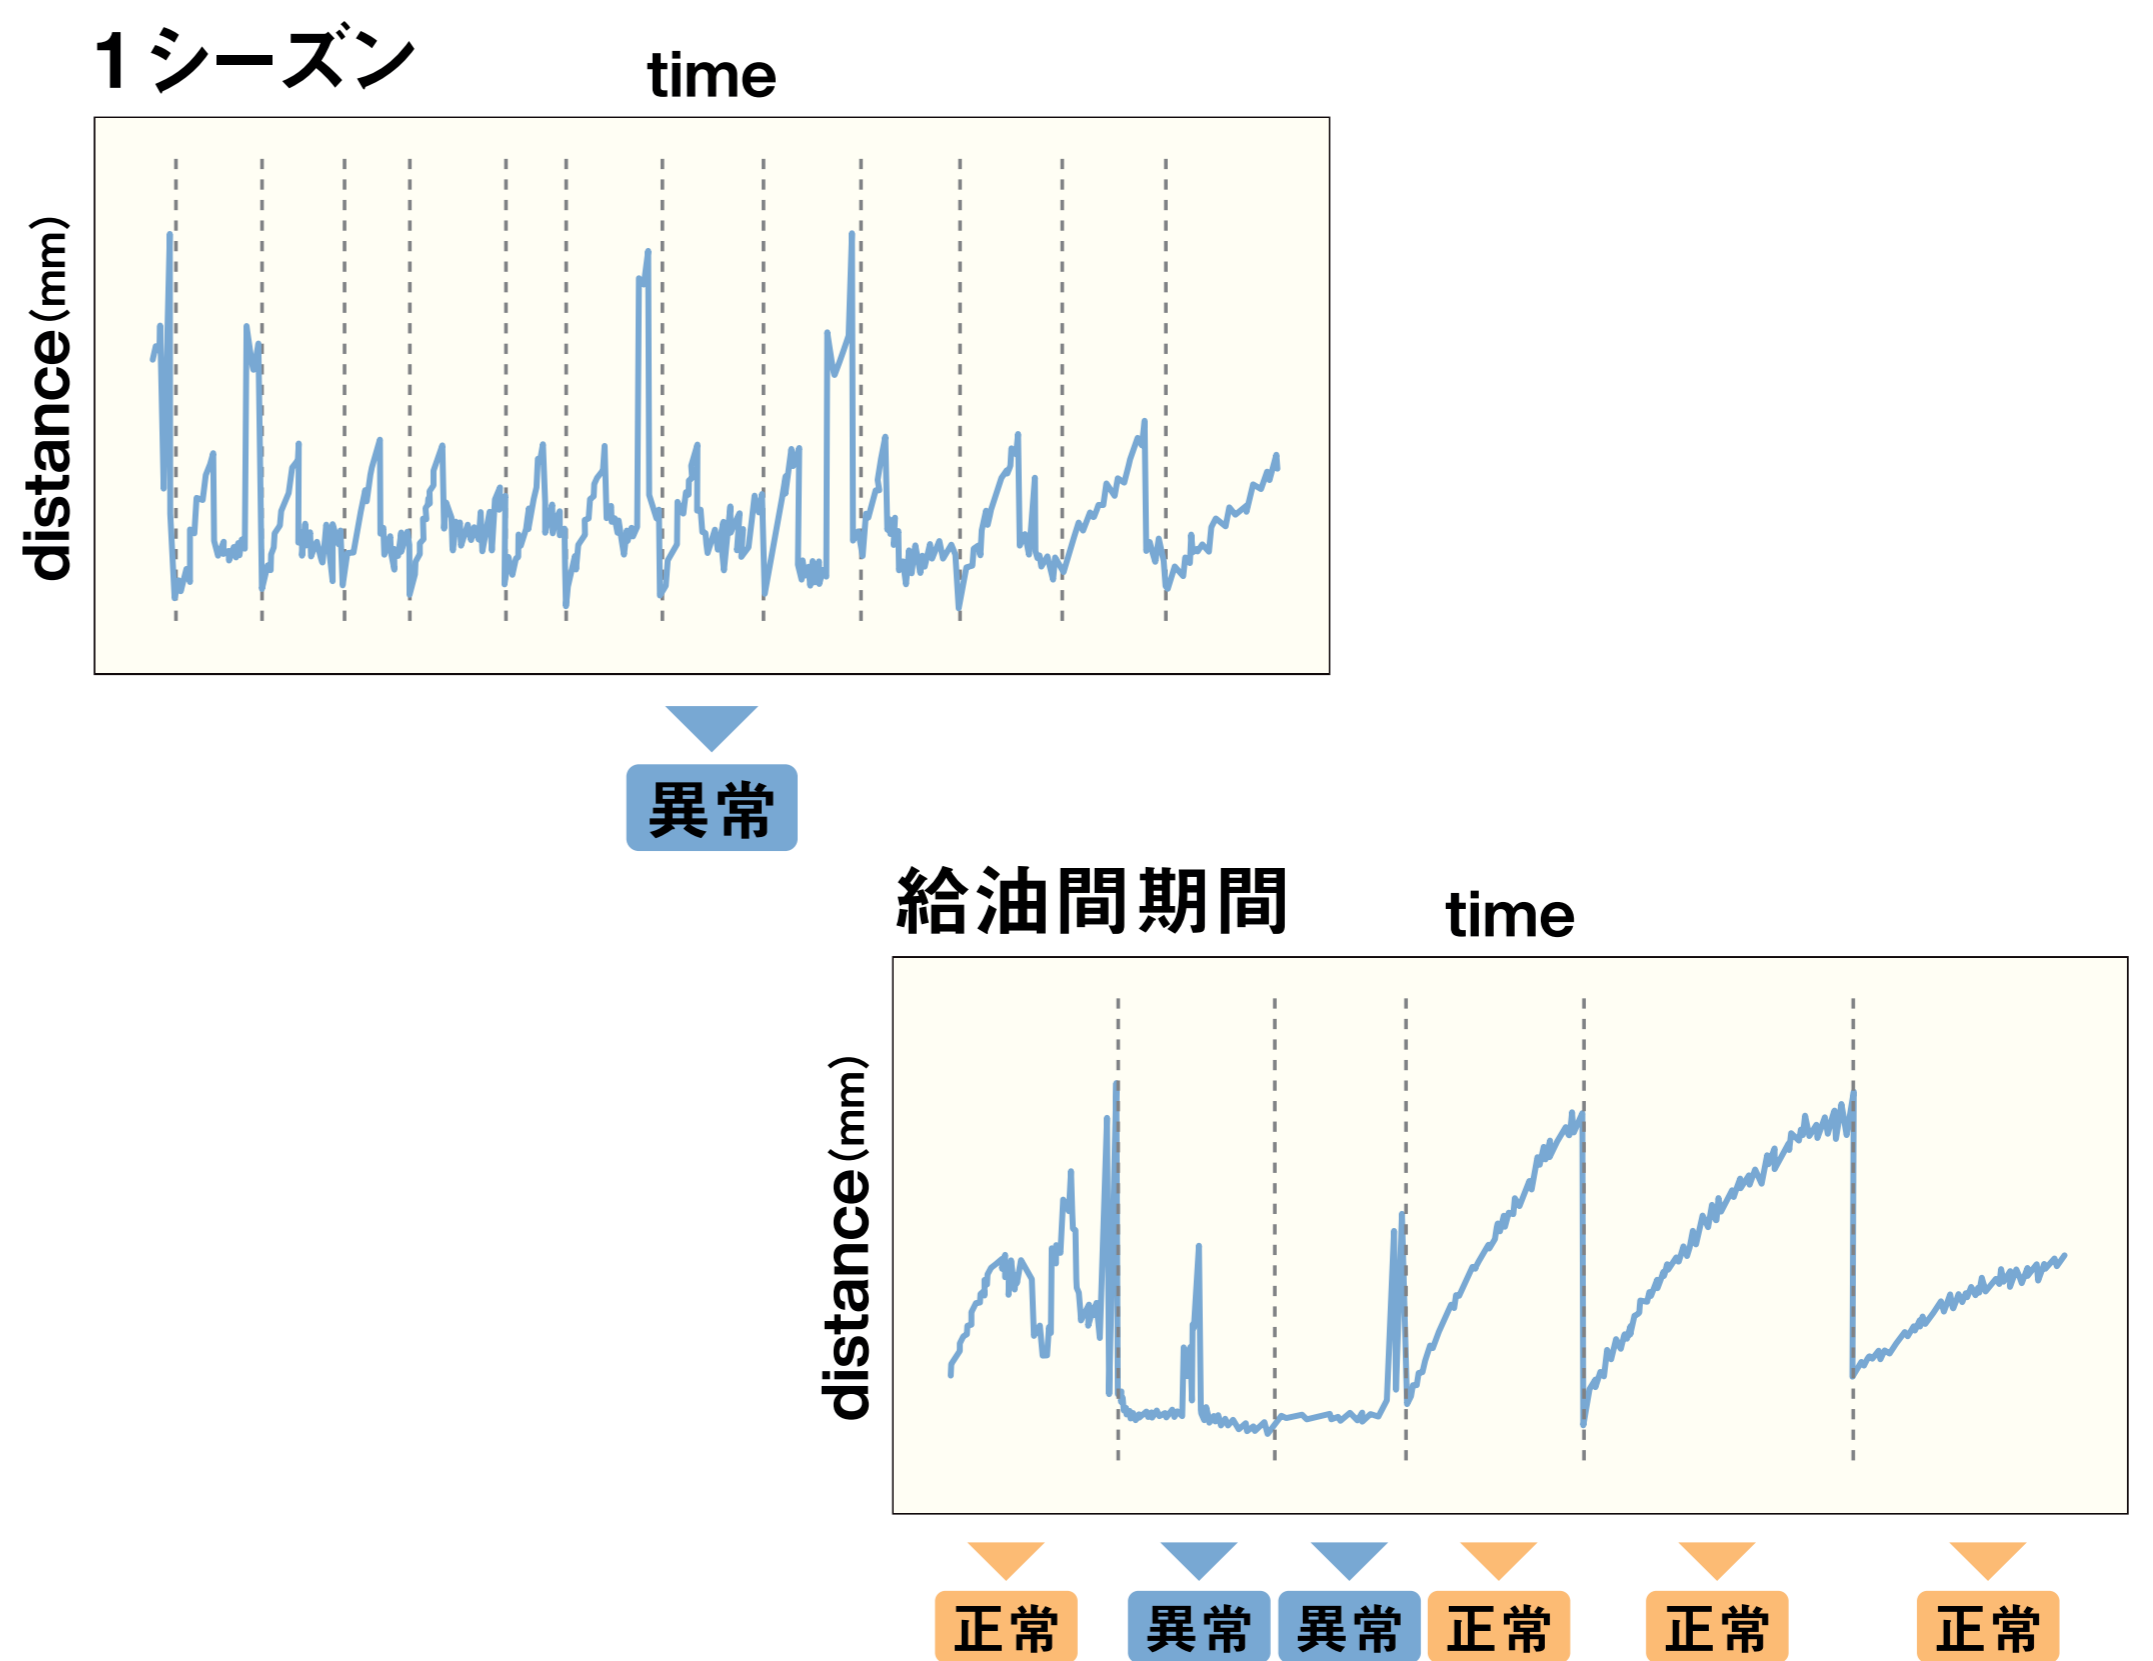 1シーズン
time
distance(mm)
異常
給油間期間
time
distance(mm)
正常
異常
異常
正常
正常
正常